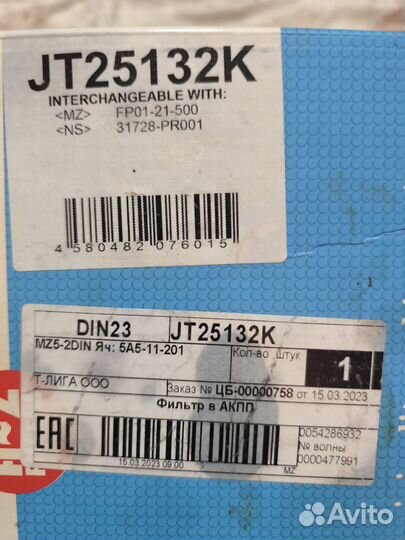 JT25132K
INTERCHANGEABLE WITH:
<MZ> FP01-21-500
<NS> 31728-PR001
4 580482 076015
DIN23 JT25132K
MZ5-2DIN Яч: 5A5-11-201 Кол-во штук 1
Т-ЛИГА ООО Заказ № ЦБ-00000758 от 15.03.2023
Фильтр в АКПП
EAC
0054286932
№ волны
0000477991
15.03.2023 09:00 MZ
Avito